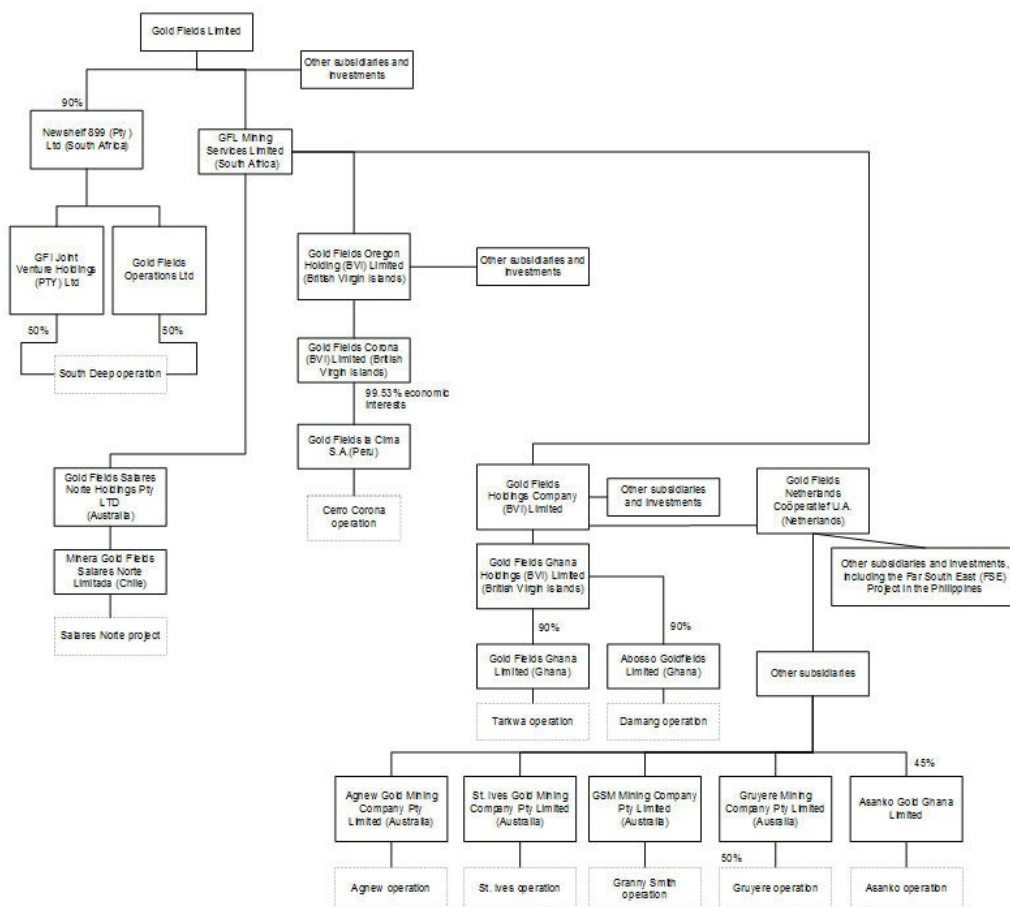 Gold Fields Limited
Other subsidiaries and
Investments
90%
Newshelf 899 (Pty)
Ltd (South Africa)
GFL Mining
Services Limited
(South Africa)
GFI Joint
Venture Holdings
(PTY) Ltd
Gold Fields
Operations Ltd
Gold Fields Oregon
Holding (BVI) Limited
(British Virgin Islands)
Other subsidiaries and
Investments
50%
50%
South Deep operation
Gold Fields Corona
(BVI) Limited (British
Virgin Islands)
99.53% economic
Interests
Gold Fields la Cima
S.A.(Peru)
Cerro Corona
operation
Gold Fields Salares
Norte Holdings Pty
LTD
(Australia)
Minera Gold Fields
Salares Norte
Limitada (Chile)
Salares Norte project
Gold Fields
Holdings Company
(BVI) Limited
Other subsidiaries
and Investments
Gold Fields
Netherlands
Coöperatief U.A.
(Netherlands)
Gold Fields Ghana
Holdings (BVI) Limited
(British Virgin Islands)
Other subsidiaries and Investments,
Including the Far South East (FSE)
Project in the Philippines
90%
90%
Gold Fields Ghana
Limited (Ghana)
Abosso Goldfields
Limited (Ghana)
Other subsidiaries
Tarkwa operation
Damang operation
45%
Agnew Gold Mining
Company Pty
Limited (Australia)
St. Ives Gold Mining
Company Pty Limited
(Australia)
GSM Mining Company
Pty Limited
(Australia)
Gruyere Mining
Company Pty Limited
(Australia)
Asanko Gold Ghana
Limited
50%
Agnew operation
St. Ives operation
Granny Smith
operation
Gruyere operation
Asanko operation